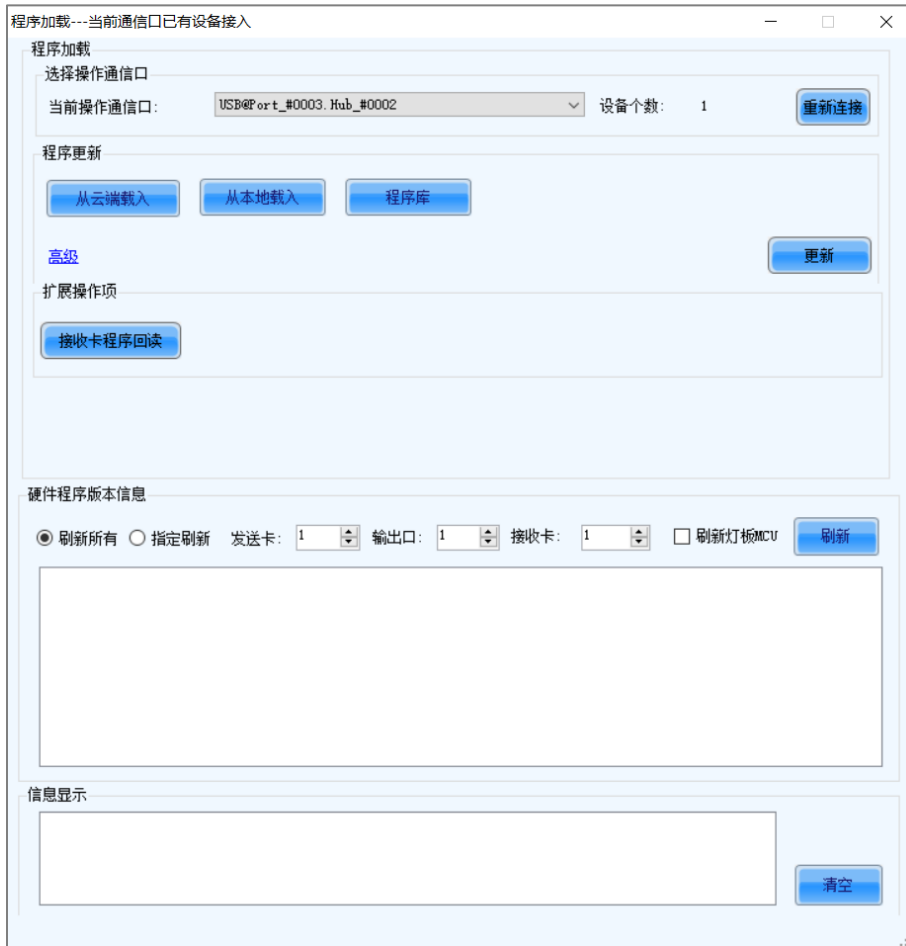 程序加载---当前通信口已有设备接入
程序加载
选择操作通信口
当前操作通信口: USB@Port_#0003.Hub_#0002 设备个数: 1 重新连接
程序更新
从云端载入 从本地载入 程序库
高级 更新
扩展操作项
接收卡程序回读
硬件程序版本信息
刷新所有 指定刷新 发送卡: 1 输出口: 1 接收卡: 1 刷新灯板MCU 刷新
信息显示
清空